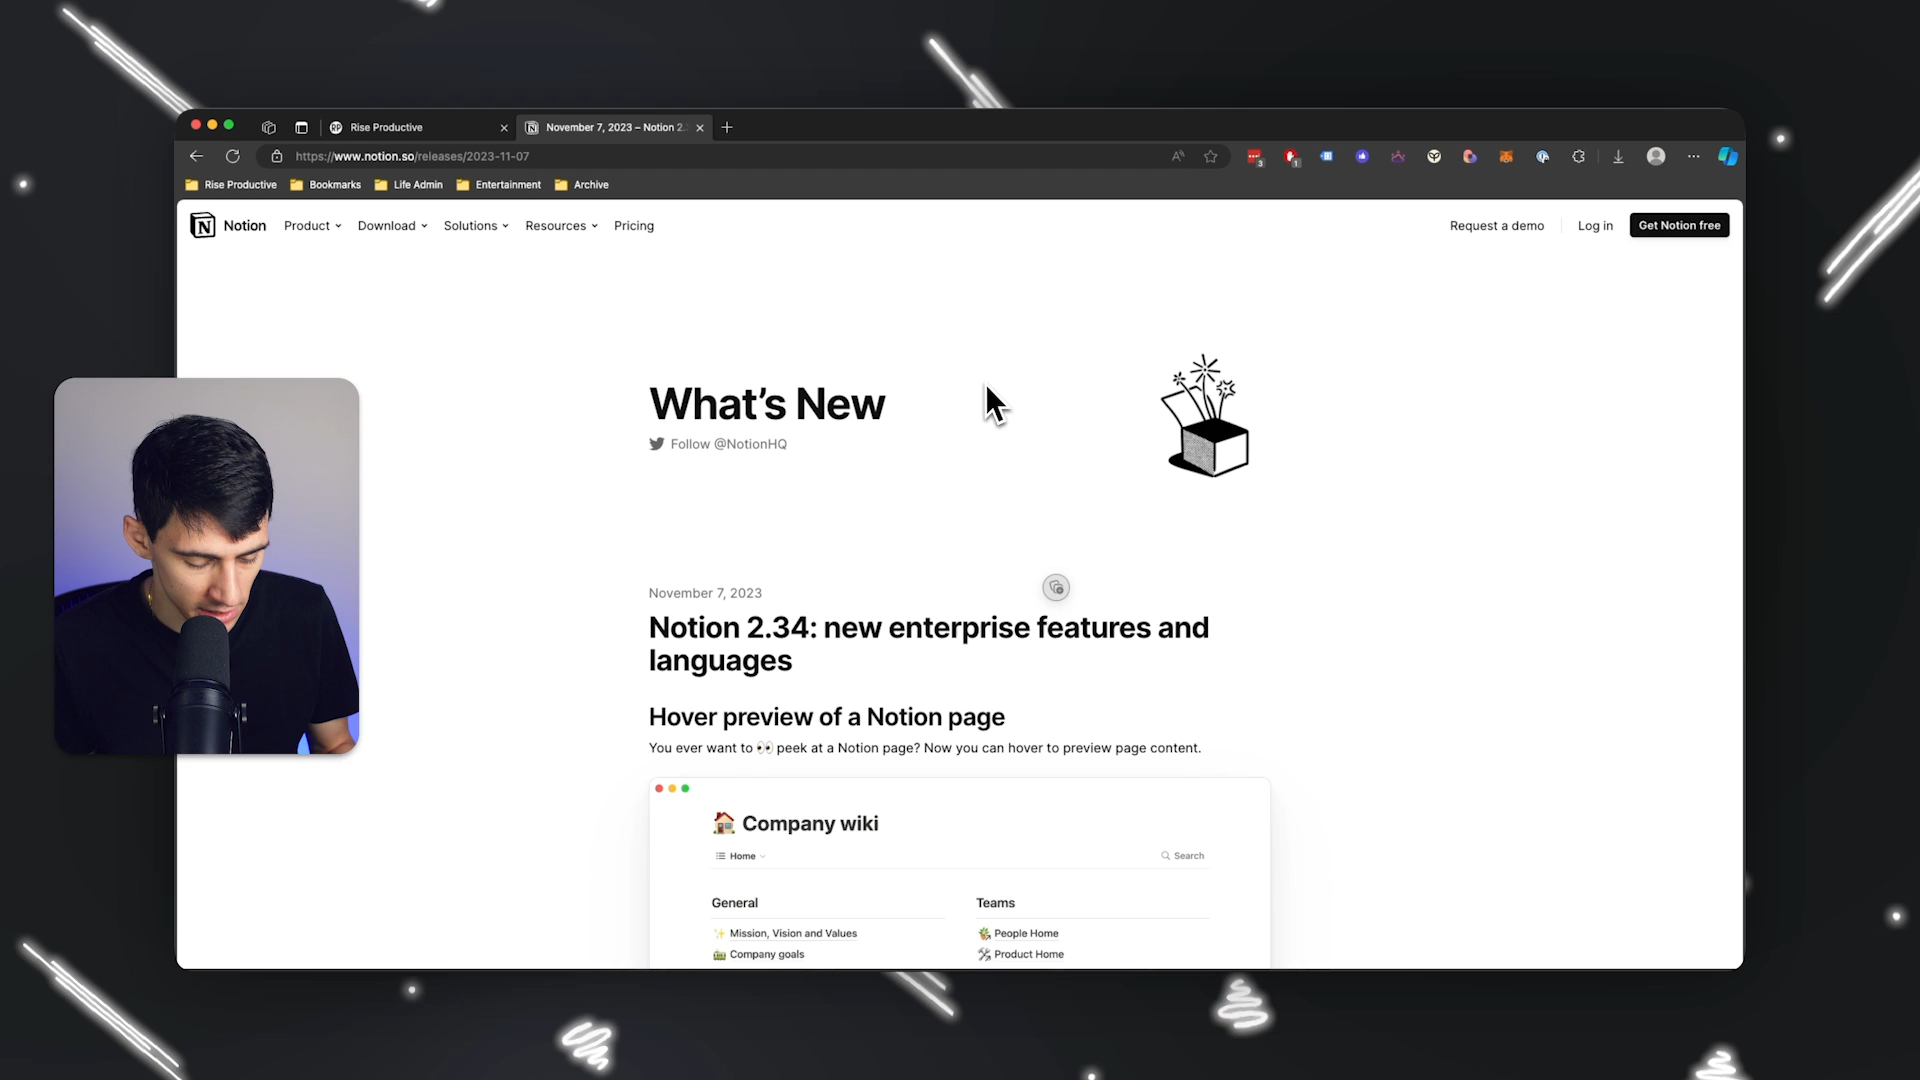 Rise Productive
November 7, 2023 – Notion 2.
https://www.notion.so/releases/2023-11-07
3
1
Rise Productive
Bookmarks
Life Admin
Entertainment
Archive
Notion
Product
Download
Solutions
Resources
Pricing
Request a demo
Log in
Get Notion free
What's New
Follow @NotionHQ
November 7, 2023
Notion 2.34: new enterprise features and
languages
Hover preview of a Notion page
You ever want to 👀 peek at a Notion page? Now you can hover to preview page content.
Company wiki
Home
Search
General
Teams
Mission, Vision and Values
People Home
Company goals
Product Home